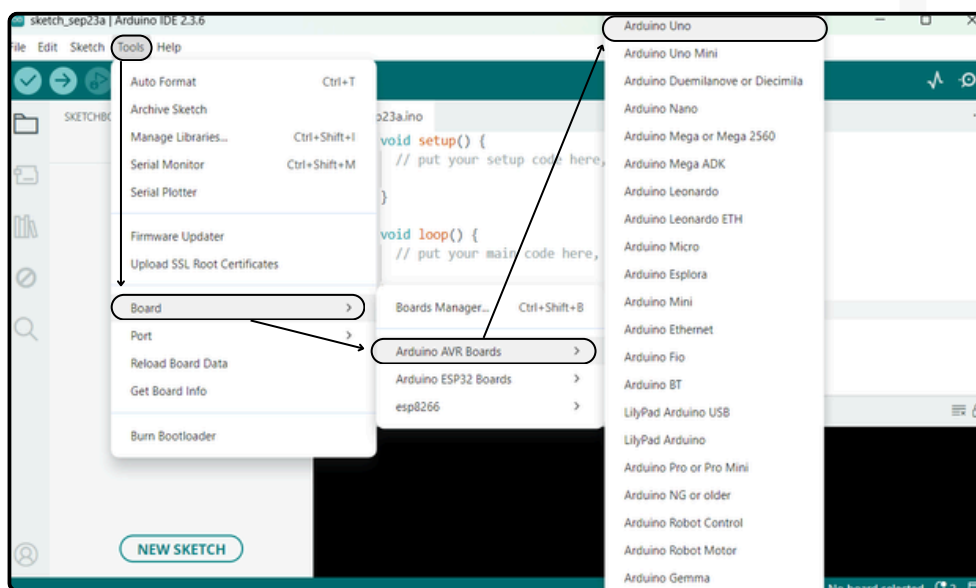 sketch_sep23a | Arduino IDE 2.3.6
File Edit Sketch Tools Help
Auto Format Ctrl+T
Archive Sketch
Manage Libraries... Ctrl+Shift+I
Serial Monitor Ctrl+Shift+M
Serial Plotter
Firmware Updater
Upload SSL Root Certificates
Board
Port
Reload Board Data
Get Board Info
Burn Bootloader
SKETCHBO
p23a.ino
void setup() {
// put your setup code here,
}
void loop() {
// put your main code here,
Boards Manager... Ctrl+Shift+B
Arduino AVR Boards
Arduino ESP32 Boards
esp8266
Arduino Uno
Arduino Uno Mini
Arduino Duemilanove or Diecimila
Arduino Nano
Arduino Mega or Mega 2560
Arduino Mega ADK
Arduino Leonardo
Arduino Leonardo ETH
Arduino Micro
Arduino Esplora
Arduino Mini
Arduino Ethernet
Arduino Fio
Arduino BT
LilyPad Arduino USB
LilyPad Arduino
Arduino Pro or Pro Mini
Arduino NG or older
Arduino Robot Control
Arduino Robot Motor
Arduino Gemma
NEW SKETCH
No board selected